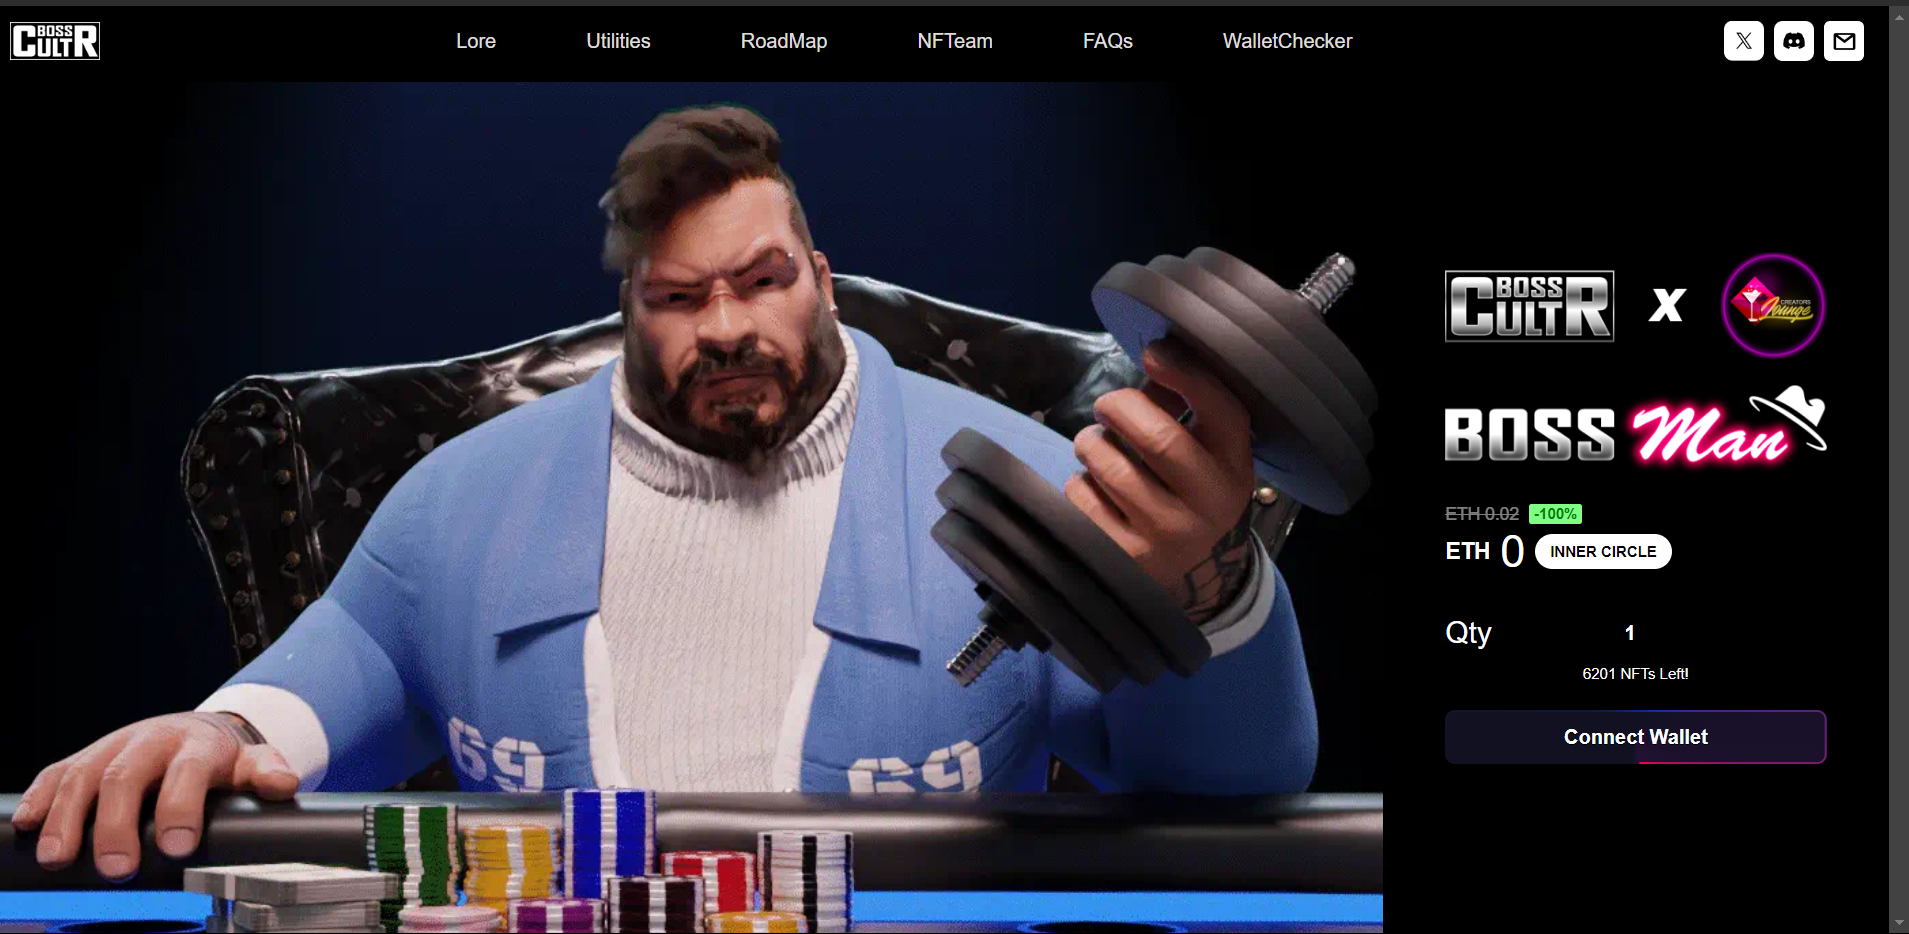 BOSS CULTR
Lore
Utilities
RoadMap
NFTeam
FAQs
WalletChecker
X
BOSS CULTR
X
CREATORS
Lounge
BOSS Man
ETH 0.02 -100%
ETH 0 INNER CIRCLE
Qty 1
6201 NFTs Left!
Connect Wallet
69
69